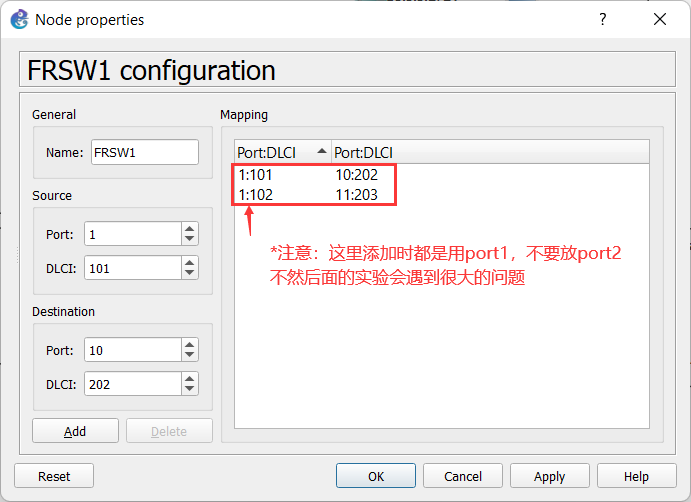 Node properties
?
FRSW1 configuration
General
Name: FRSW1
Source
Port: 1
DLCI: 101
Destination
Port: 10
DLCI: 202
Add Delete
Mapping
Port:DLCI Port:DLCI
1:101 10:202
1:102 11:203
*注意：这里添加时都是用port1，不要放port2
不然后面的实验会遇到很大的问题
Reset OK Cancel Apply Help